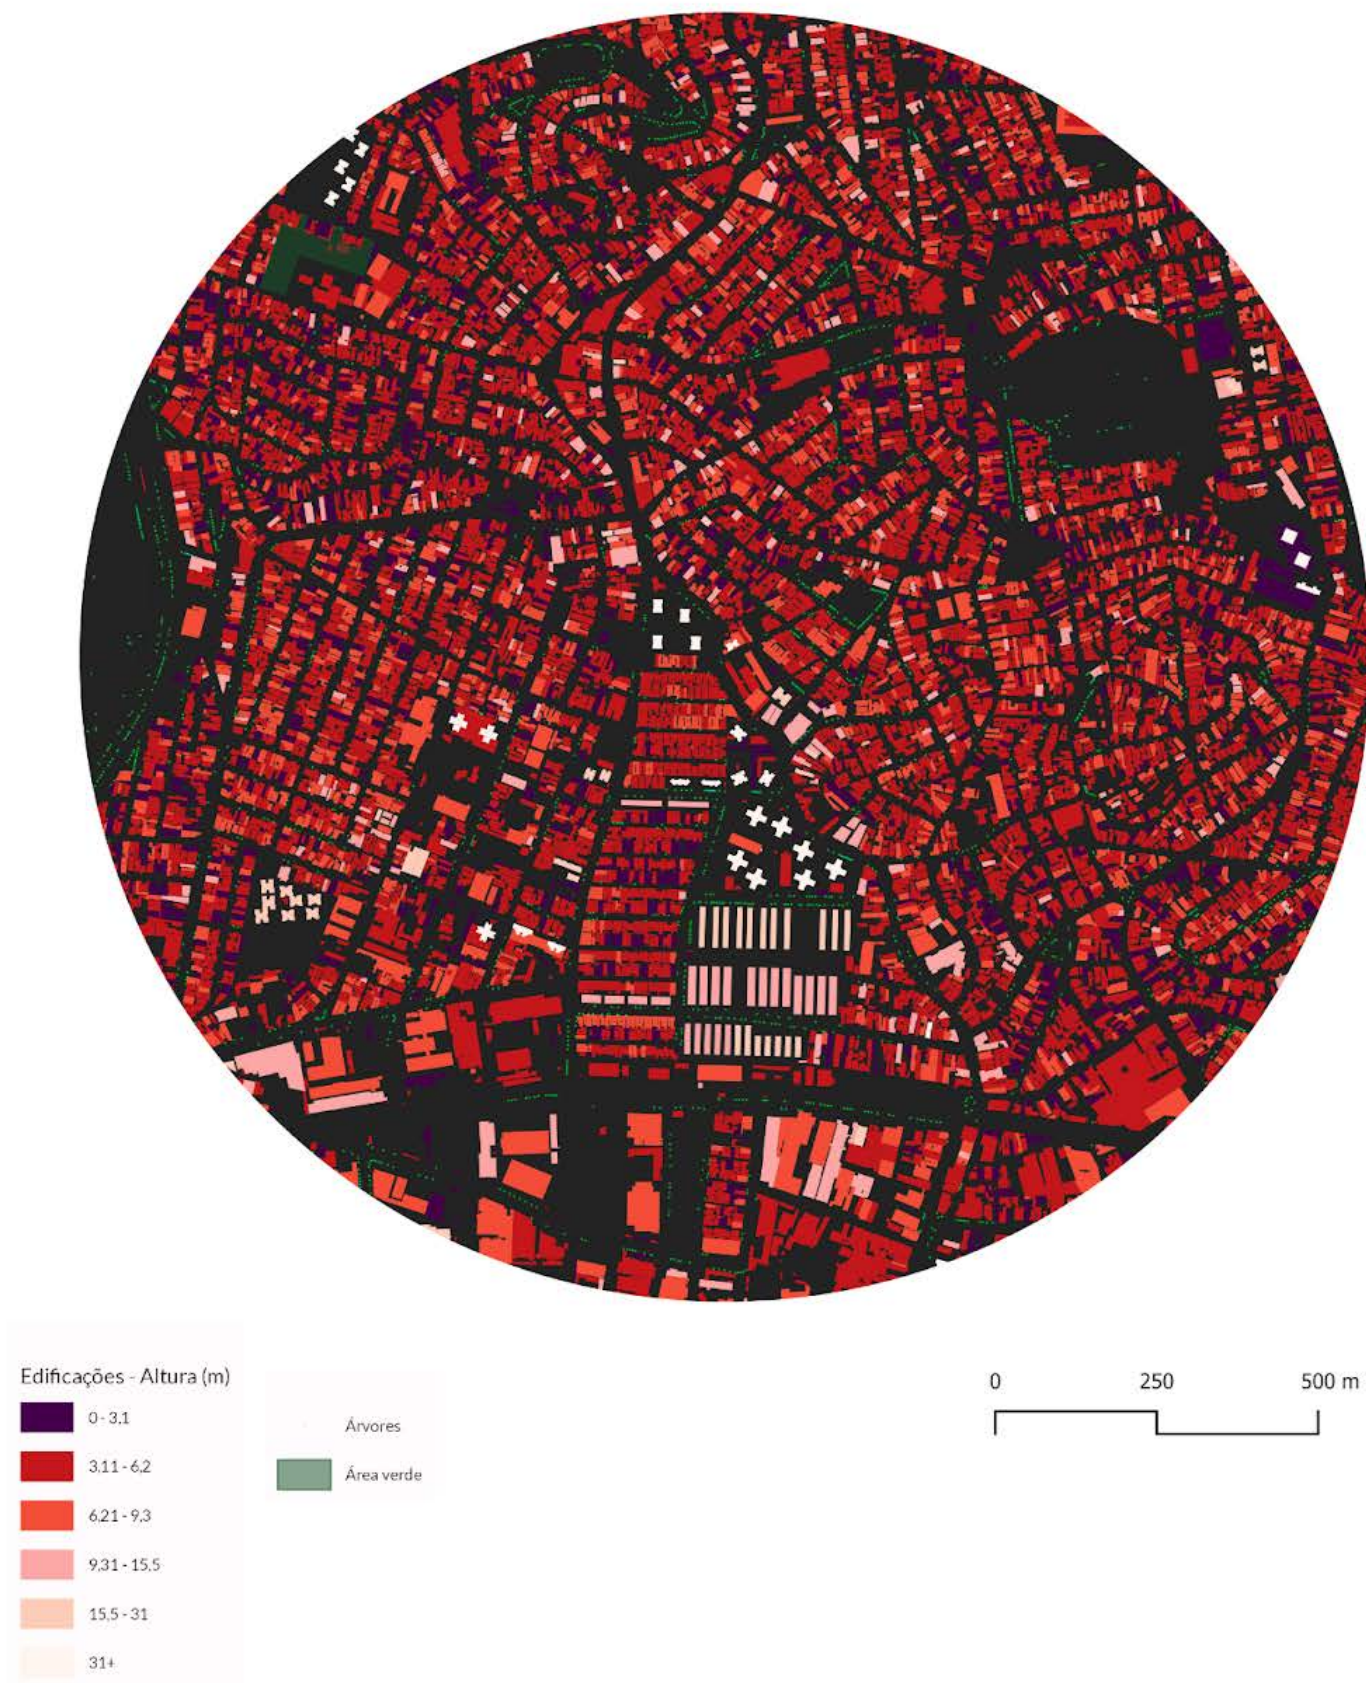 Edificações - Altura (m)
0 - 3,1
3,11 - 6,2
6,21 - 9,3
9,31 - 15,5
15,5 - 31
31+
Árvores
Área verde
0 250 500 m